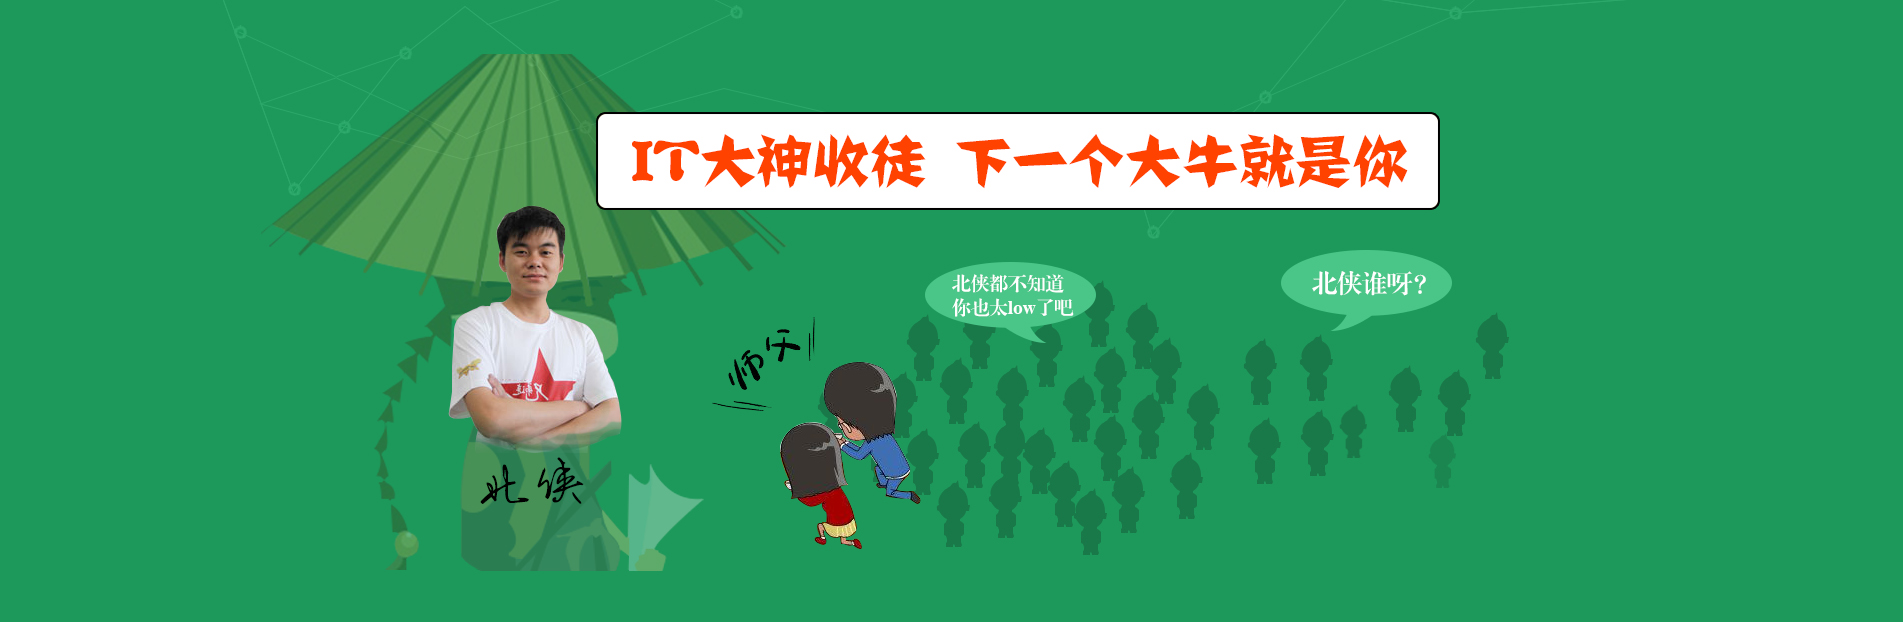 IT大神收徒 下一个大牛就是你
北侠都不知道
你也太low了吧
北侠谁呀?
师父
北侠